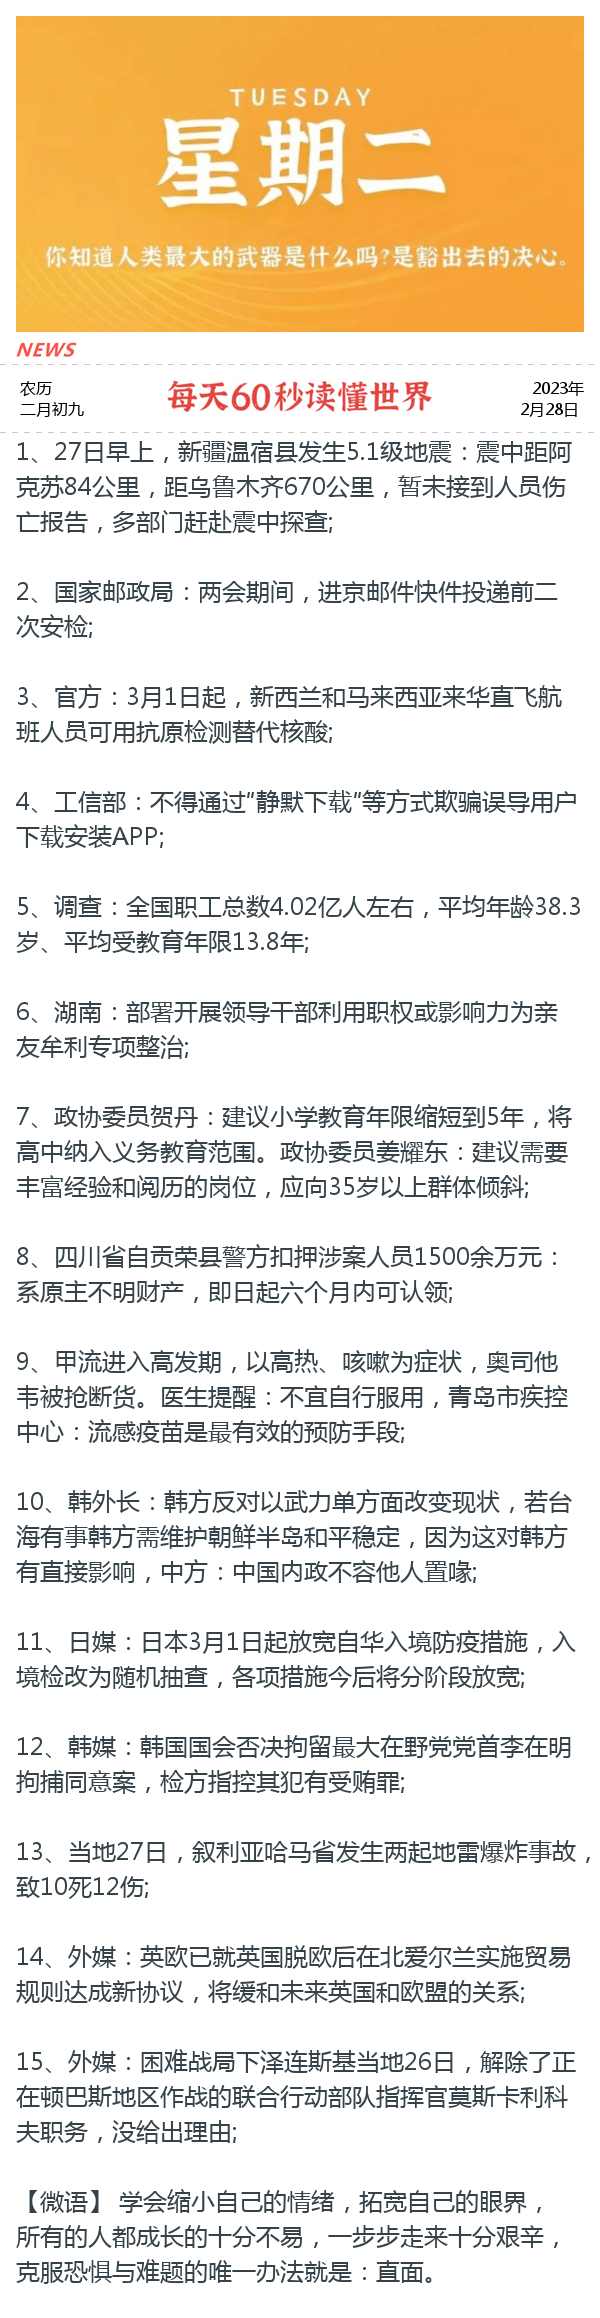 TUESDAY
星期二
你知道人类最大的武器是什么吗?是豁出去的决心。
NEWS
农历
二月初九
每天60秒读懂世界
2023年
2月28日
1、27日早上，新疆温宿县发生5.1级地震：震中距阿
克苏84公里，距乌鲁木齐670公里，暂未接到人员伤
亡报告，多部门赶赴震中探查;
2、国家邮政局：两会期间，进京邮件快件投递前二
次安检;
3、官方：3月1日起，新西兰和马来西亚来华直飞航
班人员可用抗原检测替代核酸;
4、工信部：不得通过"静默下载"等方式欺骗误导用户
下载安装APP;
5、调查：全国职工总数4.02亿人左右，平均年龄38.3
岁、平均受教育年限13.8年;
6、湖南：部署开展领导干部利用职权或影响力为亲
友牟利专项整治;
7、政协委员贺丹：建议小学教育年限缩短到5年，将
高中纳入义务教育范围。政协委员姜耀东：建议需要
丰富经验和阅历的岗位，应向35岁以上群体倾斜;
8、四川省自贡荣县警方扣押涉案人员1500余万元：
系原主不明财产，即日起六个月内可认领;
9、甲流进入高发期，以高热、咳嗽为症状，奥司他
韦被抢断货。医生提醒：不宜自行服用，青岛市疾控
中心：流感疫苗是最有效的预防手段;
10、韩外长：韩方反对以武力单方面改变现状，若台
海有事韩方需维护朝鲜半岛和平稳定，因为这对韩方
有直接影响，中方：中国内政不容他人置喙;
11、日媒：日本3月1日起放宽自华入境防疫措施，入
境检改为随机抽查，各项措施今后将分阶段放宽;
12、韩媒：韩国国会否决拘留最大在野党党首李在明
拘捕同意案，检方指控其犯有受贿罪;
13、当地27日，叙利亚哈马省发生两起地雷爆炸事故，
致10死12伤;
14、外媒：英欧已就英国脱欧后在北爱尔兰实施贸易
规则达成新协议，将缓和未来英国和欧盟的关系;
15、外媒：困难战局下泽连斯基当地26日，解除了正
在顿巴斯地区作战的联合行动部队指挥官莫斯卡利科
夫职务，没给出理由;
【微语】 学会缩小自己的情绪，拓宽自己的眼界，
所有的人都成长的十分不易，一步步走来十分艰辛，
克服恐惧与难题的唯一办法就是：直面。